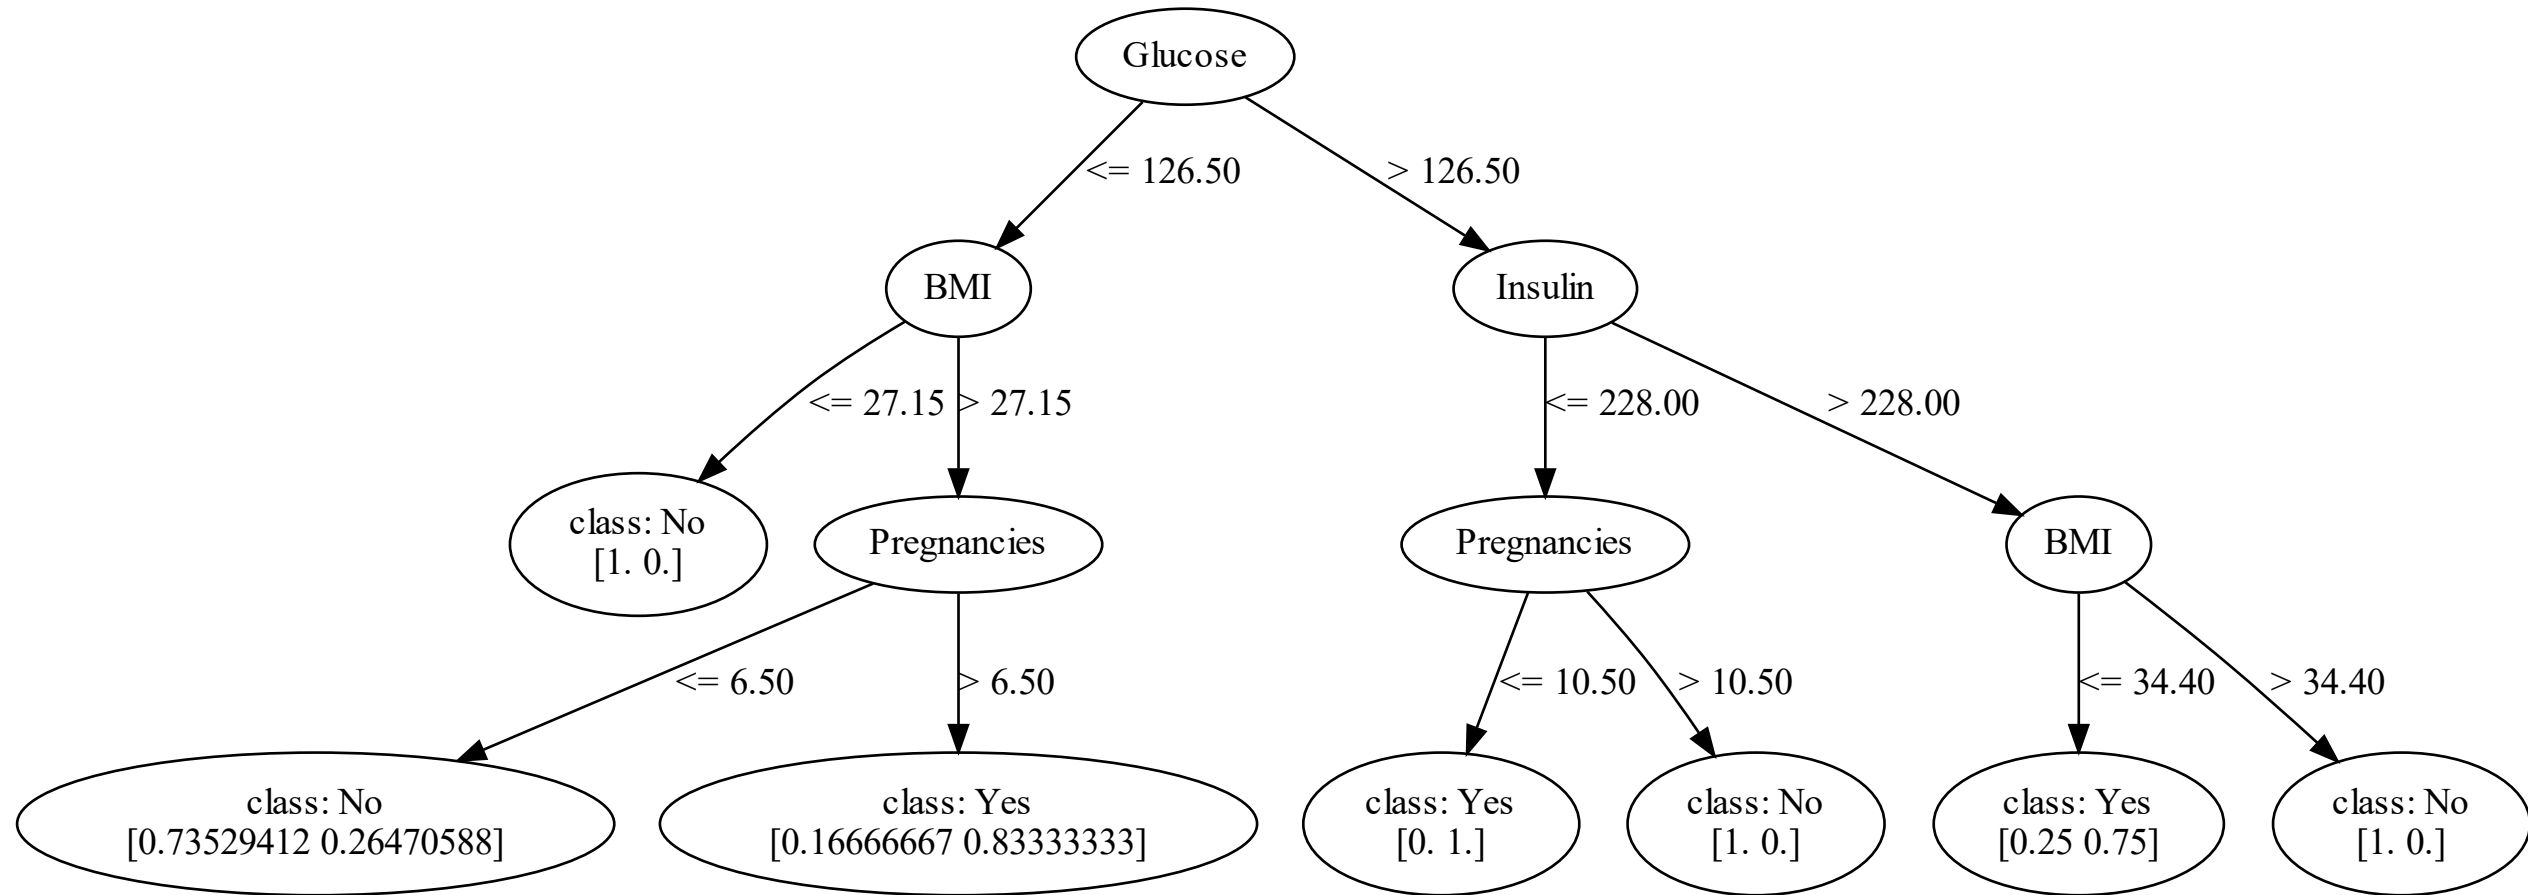 Glucose
<= 126.50
> 126.50
BMI
Insulin
<= 27.15
> 27.15
<= 228.00
> 228.00
class: No
[1. 0.]
Pregnancies
Pregnancies
BMI
<= 6.50
> 6.50
<= 10.50
> 10.50
<= 34.40
> 34.40
class: No
[0.73529412 0.26470588]
class: Yes
[0.16666667 0.83333333]
class: Yes
[0. 1.]
class: No
[1. 0.]
class: Yes
[0.25 0.75]
class: No
[1. 0.]